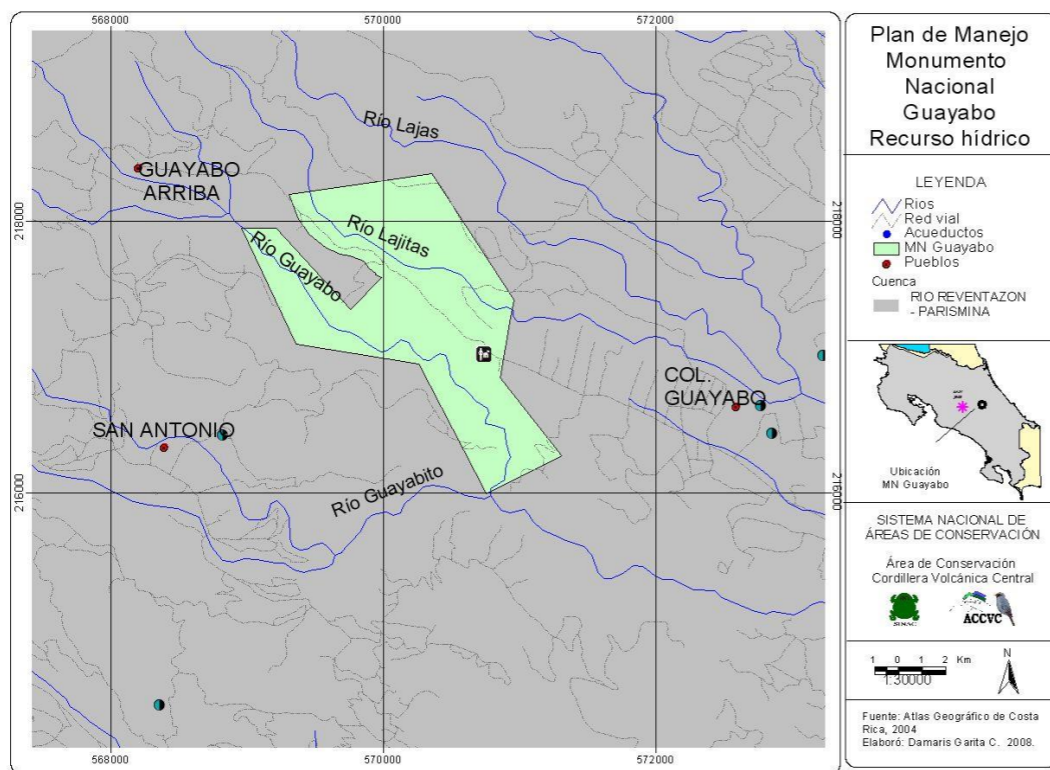 568000
570000
572000
218000
216000
Río Lajas
GUAYABO
ARRIBA
Río Lajitas
Río Guayabo
COL.
GUAYABO
SAN ANTONIO
Río Guayabito
218000
216000
568000
570000
572000
Plan de Manejo
Monumento
Nacional
Guayabo
Recurso hídrico
LEYENDA
Rios
Red vial
Acueductos
MN Guayabo
Pueblos
Cuenca
RIO REVENTAZON
- PARISMINA
Ubicación
MN Guayabo
SISTEMA NACIONAL DE
ÁREAS DE CONSERVACIÓN
Área de Conservación
Cordillera Volcánica Central
SINAC
ACCVC
1 0 1 2 Km
1:30000
N
Fuente: Atlas Geográfico de Costa
Rica, 2004
Elaboró: Damaris Garita C. 2008.